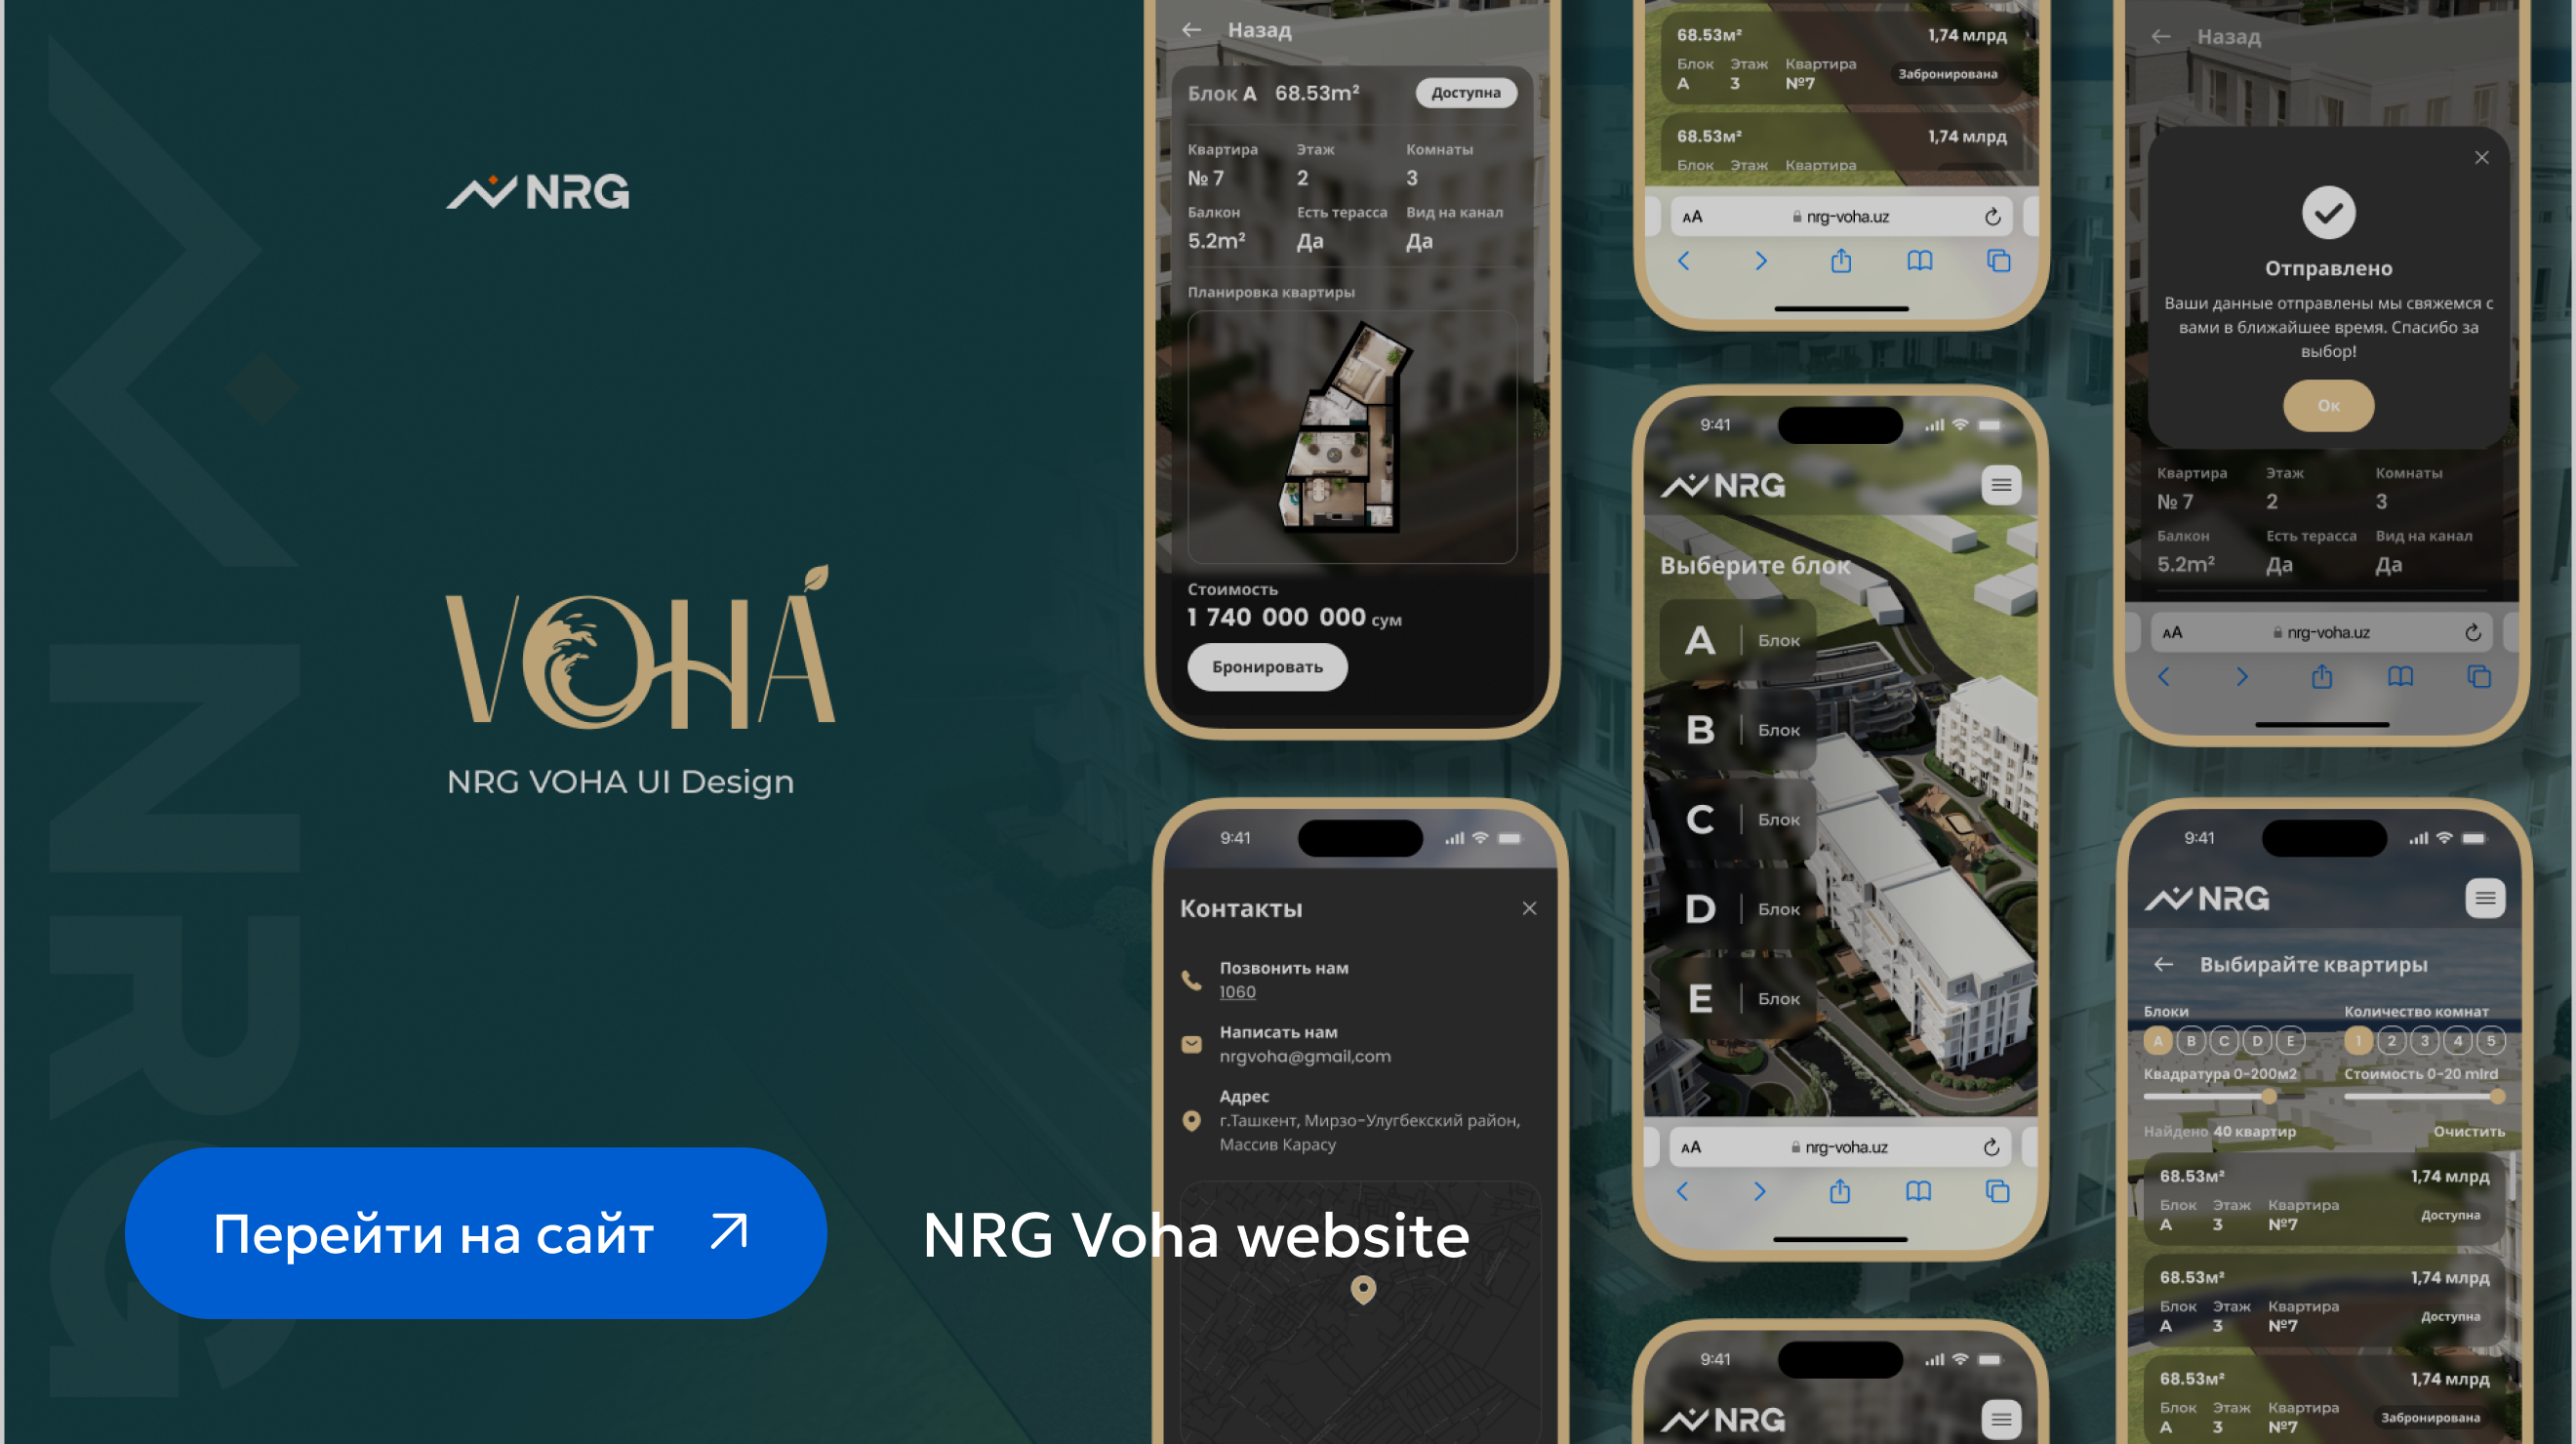 NRG
NRG
VOHA
NRG VOHA UI Design
Перейти на сайт
NRG Voha website
Назад
Блок A 68.53m²
Доступна
Квартира Этаж Комнаты
№ 7 2 3
Балкон Есть терасса Вид на канал
5.2m² Да Да
Планировка квартиры
Стоимость
1 740 000 000 сум
Бронировать
9:41
Контакты
Позвонить нам
1060
Написать нам
nrgvoha@gmail,com
Адрес
г.Ташкент, Мирзо-Улугбекский район,
Массив Карасу
68.53м² 1,74 млрд
Блок Этаж Квартира
A 3 №7
Забронирована
68.53м² 1,74 млрд
Блок Этаж Квартира
AA nrg-voha.uz
9:41
NRG
Выберите блок
A Блок
B Блок
C Блок
D Блок
E Блок
AA nrg-voha.uz
9:41
NRG
Назад
Отправлено
Ваши данные отправлены мы свяжемся с
вами в ближайшее время. Спасибо за
выбор!
Ок
Квартира Этаж Комнаты
№ 7 2 3
Балкон Есть терасса Вид на канал
5.2m² Да Да
AA nrg-voha.uz
9:41
NRG
Выбирайте квартиры
Блоки Количество комнат
A B C D E 1 2 3 4 5
Квадратура 0-200м2 Стоимость 0-20 mlrd
Найдено 40 квартир Очистить
68.53м² 1,74 млрд
Блок Этаж Квартира
A 3 №7
Доступна
68.53м² 1,74 млрд
Блок Этаж Квартира
A 3 №7
Доступна
68.53м² 1,74 млрд
Блок Этаж Квартира
A 3 №7
Забронирована